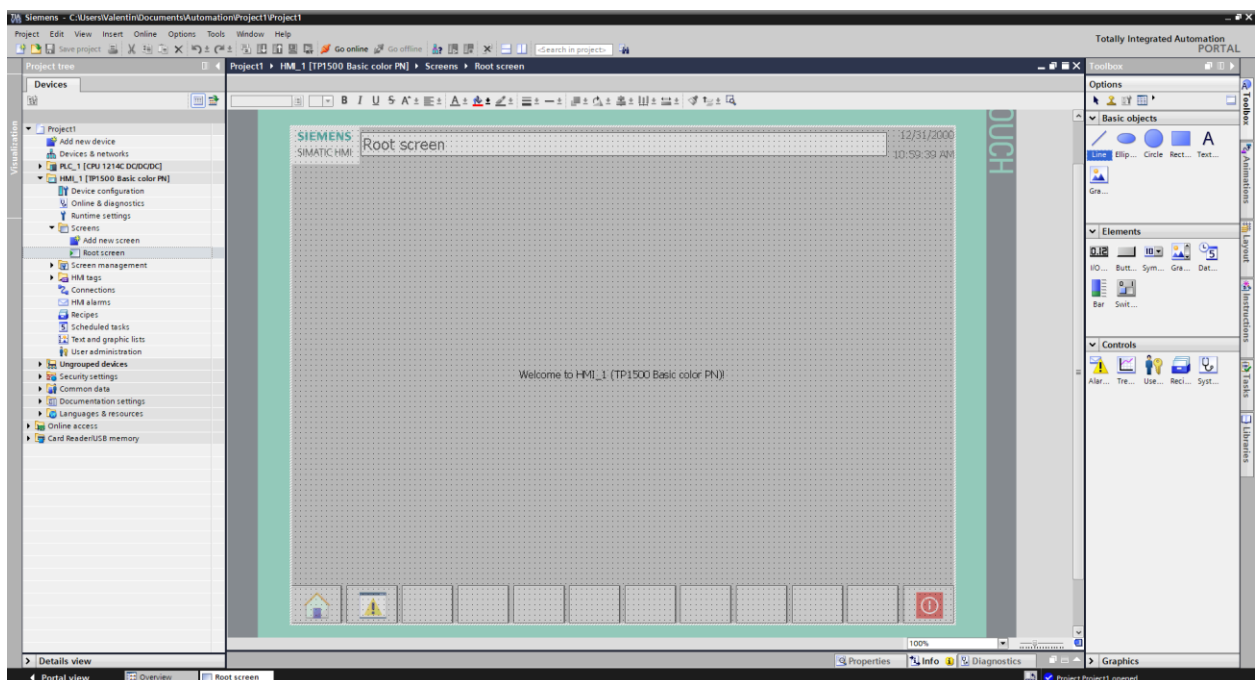 Siemens - C:\Users\Valentin\Documents\Automation\Project1\Project1
Project Edit View Insert Online Options Tools Window Help
Save project Go online Go offline <Search in project>
Totally Integrated Automation
PORTAL
Project tree
Project1 HMI_1 [TP1500 Basic color PN] Screens Root screen
Toolbox
Devices
Options
B I U S A
Visualization
Project1
Add new device
Devices & networks
PLC_1 [CPU 1214C DC/DC/DC]
HMI_1 [TP1500 Basic color PN]
Device configuration
Online & diagnostics
Runtime settings
Screens
Add new screen
Root screen
Screen management
HMI tags
Connections
HMI alarms
Recipes
Scheduled tasks
Text and graphic lists
User administration
Ungrouped devices
Security settings
Common data
Documentation settings
Languages & resources
Online access
Card Reader/USB memory
Details view
SIEMENS
SIMATIC HMI
Root screen
12/31/2000
10:59:39 AM
OUCH
Welcome to HMI_1 (TP1500 Basic color PN)!
100%
Properties Info Diagnostics
Basic objects
Line Ellip... Circle Rect... Text...
Gra...
Elements
I/O... Butt... Sym... Gra... Dat...
Bar Swit...
Controls
Alar... Tre... Use... Reci... Syst...
Graphics
Toolbox
Animations
Layout
Instructions
Tasks
Libraries
Portal view Overview Root screen
Project Project1 opened.